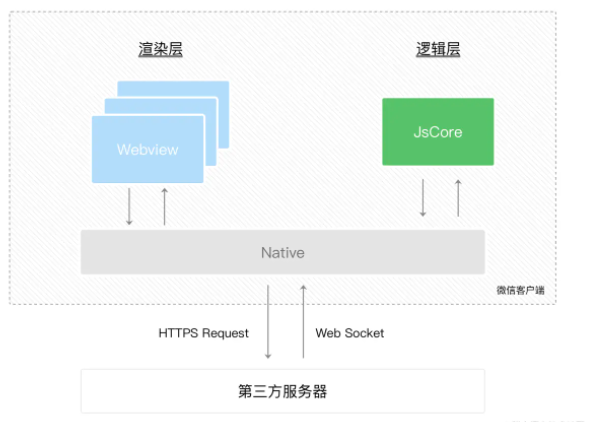 渲染层
逻辑层
Webview
JsCore
Native
微信客户端
HTTPS Request
Web Socket
第三方服务器